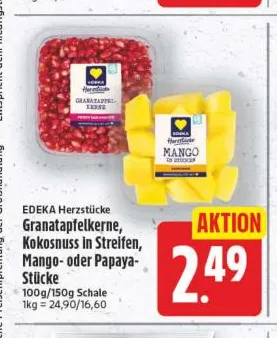 EDEKA
Herzstücke
GRANATAPFEL
KERNE
EDEKA
Herzstücke
MANGO
IN STÜCKEN
EDEKA Herzstücke
Granatapfelkerne,
Kokosnuss in Streifen,
Mango- oder Papaya-
Stücke
100g/150g Schale
1kg = 24,90/16,60
AKTION
2.49